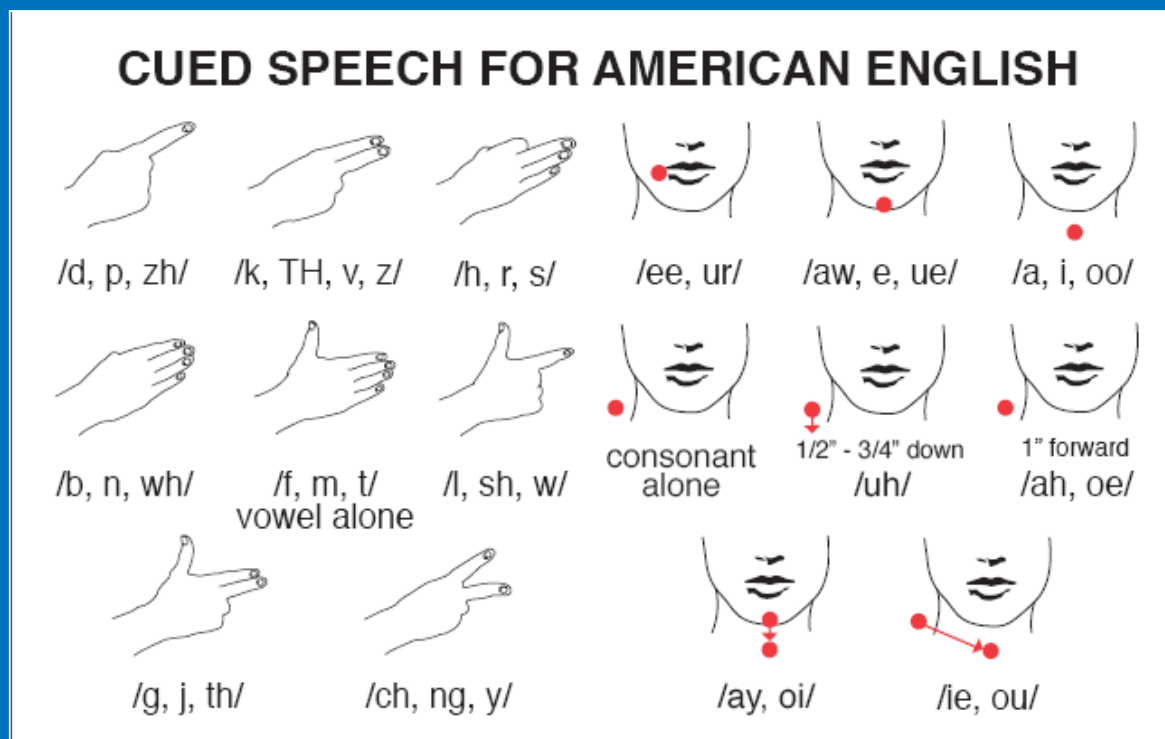 CUED SPEECH FOR AMERICAN ENGLISH
/d, p, zh/
/k, TH, v, z/
/h, r, s/
/ee, ur/
/aw, e, ue/
/a, i, oo/
/b, n, wh/
/f, m, t/
vowel alone
/l, sh, w/
consonant
alone
1/2" - 3/4" down
/uh/
1" forward
/ah, oe/
/g, j, th/
/ch, ng, y/
/ay, oi/
/ie, ou/